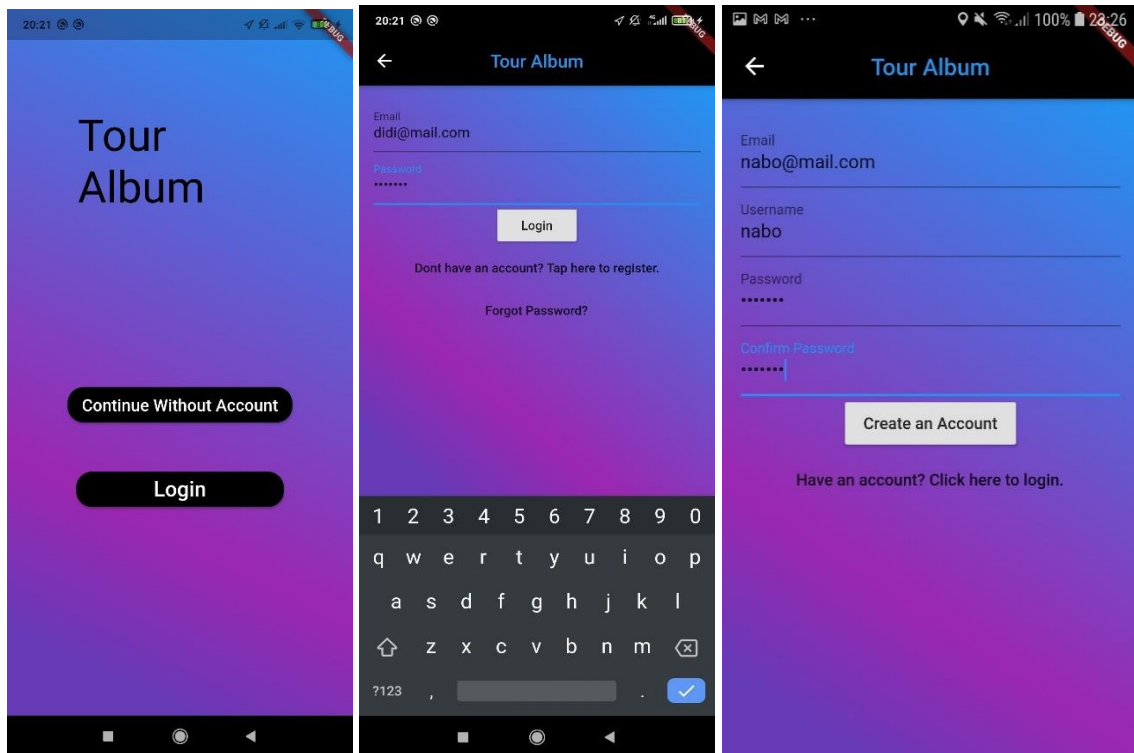 20:21
DEBUG
Tour
Album
Continue Without Account
Login
20:21
DEBUG
Tour Album
Email
didi@mail.com
Password
•••••••
Login
Dont have an account? Tap here to register.
Forgot Password?
1 2 3 4 5 6 7 8 9 0
q w e r t y u i o p
a s d f g h j k l
z x c v b n m
?123 , .
100% 23:26
DEBUG
Tour Album
Email
nabo@mail.com
Username
nabo
Password
•••••••
Confirm Password
•••••••
Create an Account
Have an account? Click here to login.